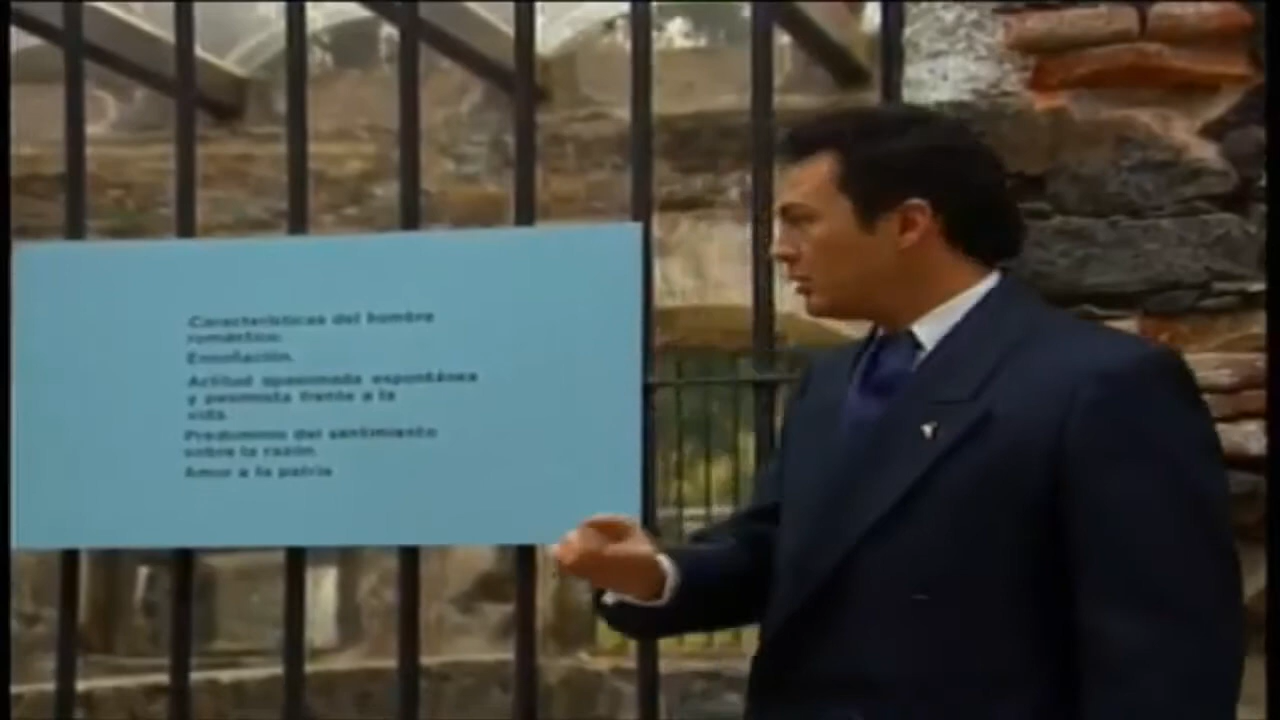 Características del hombre
romántico:
Ensoñación.
Actitud apasionada espontánea
y pesimista frente a la
vida.
Predominio del sentimiento
sobre la razón.
Amor a la patria